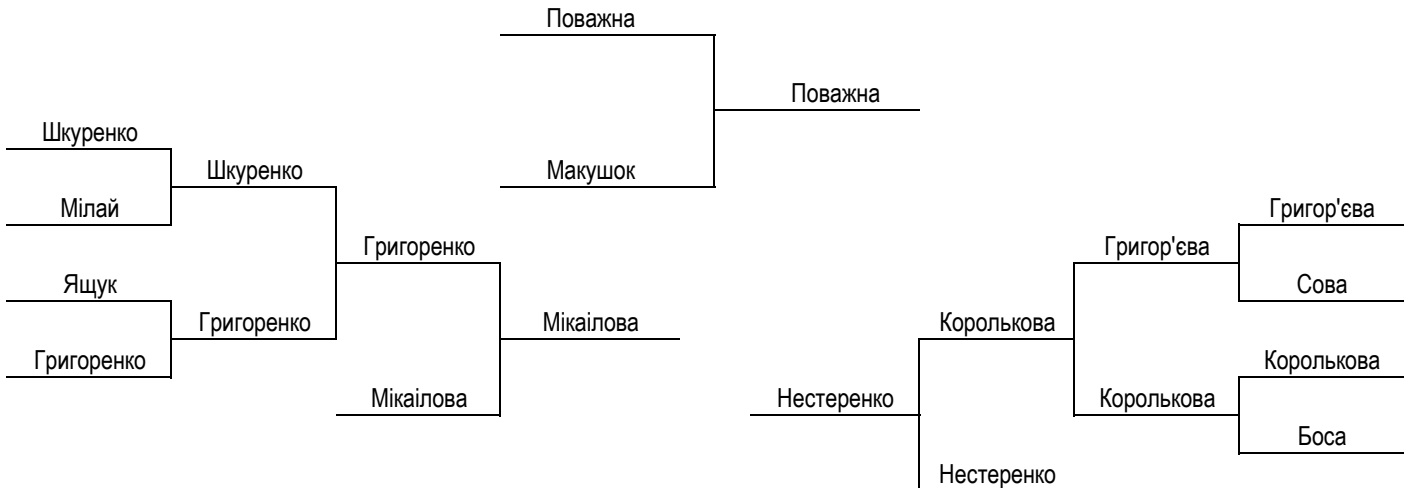 Поважна
Поважна
Шкуренко
Шкуренко
Макушок
Мілай
Григор'єва
Григоренко
Григор'єва
Ящук
Сова
Григоренко
Мікаілова
Королькова
Григоренко
Королькова
Мікаілова
Нестеренко
Королькова
Боса
Нестеренко